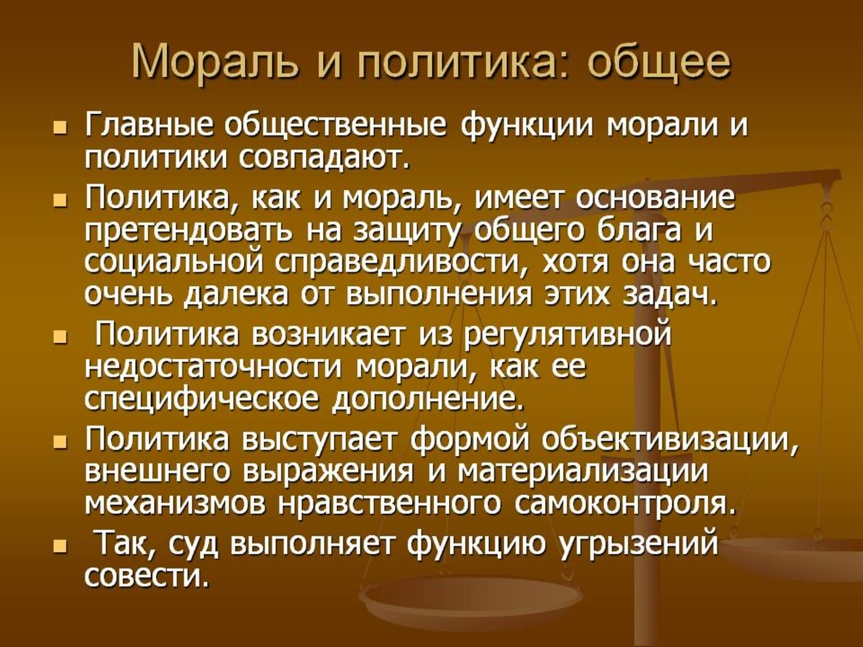 Мораль и политика: общее
Главные общественные функции морали и
политики совпадают.
Политика, как и мораль, имеет основание
претендовать на защиту общего блага и
социальной справедливости, хотя она часто
очень далека от выполнения этих задач.
Политика возникает из регулятивной
недостаточности морали, как ее
специфическое дополнение.
Политика выступает формой объективизации,
внешнего выражения и материализации
механизмов нравственного самоконтроля.
Так, суд выполняет функцию угрызений
совести.